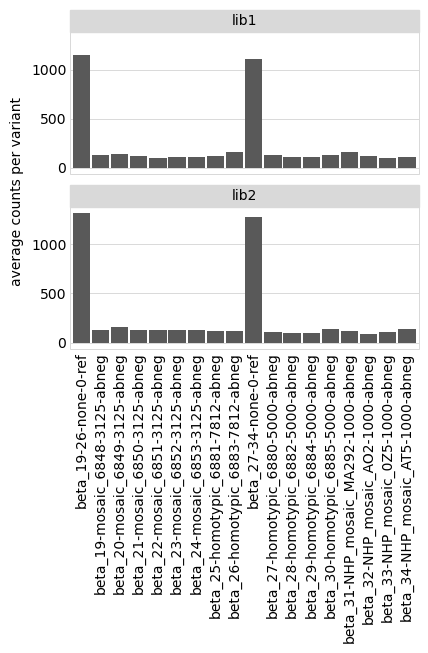 lib1
1000
500
0
lib2
1000
500
0
average counts per variant
beta_19-26-none-0-ref
beta_19-mosaic_6848-3125-abneg
beta_20-mosaic_6849-3125-abneg
beta_21-mosaic_6850-3125-abneg
beta_22-mosaic_6851-3125-abneg
beta_23-mosaic_6852-3125-abneg
beta_24-mosaic_6853-3125-abneg
beta_25-homotypic_6881-7812-abneg
beta_26-homotypic_6883-7812-abneg
beta_27-34-none-0-ref
beta_27-homotypic_6880-5000-abneg
beta_28-homotypic_6882-5000-abneg
beta_29-homotypic_6884-5000-abneg
beta_30-homotypic_6885-5000-abneg
beta_31-NHP_mosaic_MA292-1000-abneg
beta_32-NHP_mosaic_AO2-1000-abneg
beta_33-NHP_mosaic_0Z5-1000-abneg
beta_34-NHP_mosaic_AT5-1000-abneg